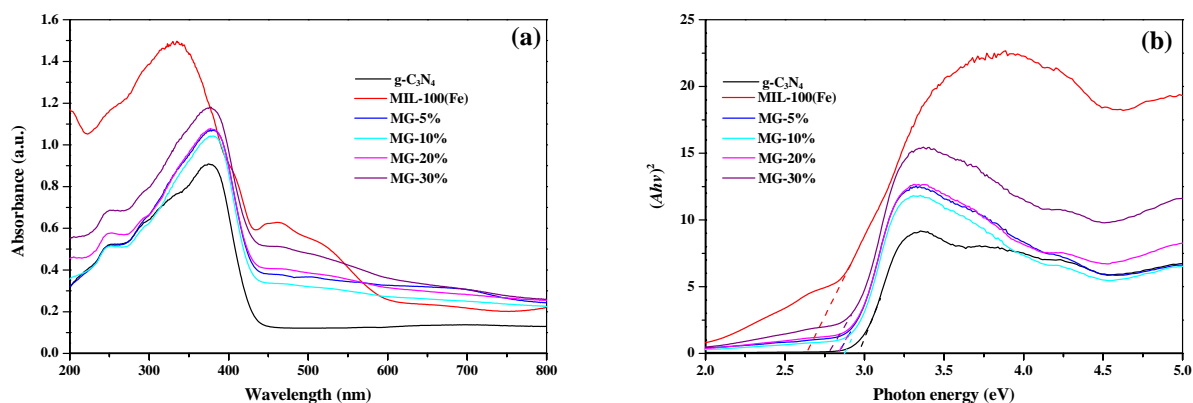 (a)
1.6
1.4
1.2
1.0
0.8
0.6
0.4
0.2
0.0
Absorbance (a.u.)
g-C₃N₄
MIL-100(Fe)
MG-5%
MG-10%
MG-20%
MG-30%
200 300 400 500 600 700 800
Wavelength (nm)
(b)
25
20
15
10
5
0
(Ahν)²
g-C₃N₄
MIL-100(Fe)
MG-5%
MG-10%
MG-20%
MG-30%
2.0 2.5 3.0 3.5 4.0 4.5 5.0
Photon energy (eV)